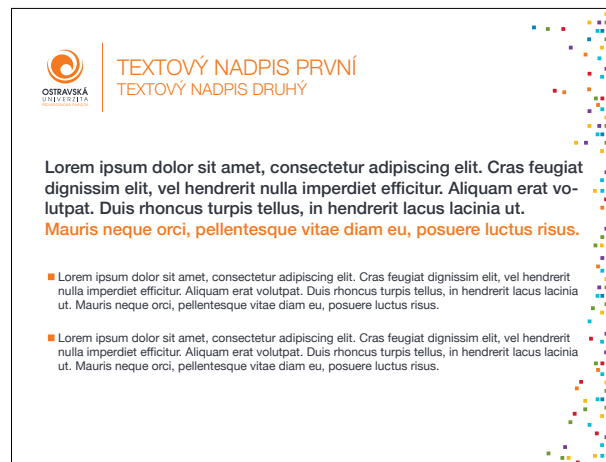 OSTRAVSKÁ
UNIVERZITA
PEDAGOGICKÁ FAKULTA
TEXTOVÝ NADPIS PRVNÍ
TEXTOVÝ NADPIS DRUHÝ
Lorem ipsum dolor sit amet, consectetur adipiscing elit. Cras feugiat
dignissim elit, vel hendrerit nulla imperdiet efficitur. Aliquam erat vo-
lutpat. Duis rhoncus turpis tellus, in hendrerit lacus lacinia ut.
Mauris neque orci, pellentesque vitae diam eu, posuere luctus risus.
Lorem ipsum dolor sit amet, consectetur adipiscing elit. Cras feugiat dignissim elit, vel hendrerit
nulla imperdiet efficitur. Aliquam erat volutpat. Duis rhoncus turpis tellus, in hendrerit lacus lacinia
ut. Mauris neque orci, pellentesque vitae diam eu, posuere luctus risus.
Lorem ipsum dolor sit amet, consectetur adipiscing elit. Cras feugiat dignissim elit, vel hendrerit
nulla imperdiet efficitur. Aliquam erat volutpat. Duis rhoncus turpis tellus, in hendrerit lacus lacinia
ut. Mauris neque orci, pellentesque vitae diam eu, posuere luctus risus.